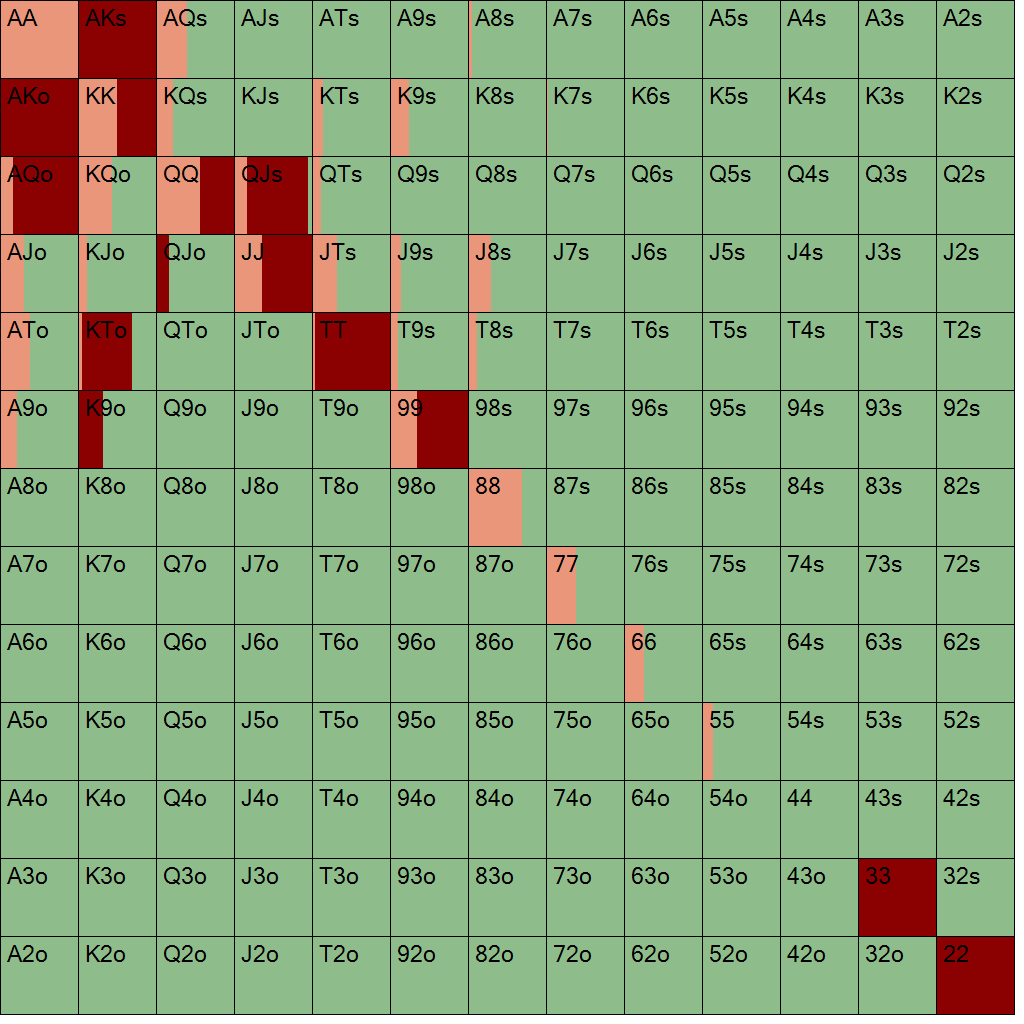 AA AKs AQs AJs ATs A9s A8s A7s A6s A5s A4s A3s A2s
AKo KK KQs KJs KTs K9s K8s K7s K6s K5s K4s K3s K2s
AQo KQo QQ QJs QTs Q9s Q8s Q7s Q6s Q5s Q4s Q3s Q2s
AJo KJo QJo JJ JTs J9s J8s J7s J6s J5s J4s J3s J2s
ATo KTo QTo JTo TT T9s T8s T7s T6s T5s T4s T3s T2s
A9o K9o Q9o J9o T9o 99 98s 97s 96s 95s 94s 93s 92s
A8o K8o Q8o J8o T8o 98o 88 87s 86s 85s 84s 83s 82s
A7o K7o Q7o J7o T7o 97o 87o 77 76s 75s 74s 73s 72s
A6o K6o Q6o J6o T6o 96o 86o 76o 66 65s 64s 63s 62s
A5o K5o Q5o J5o T5o 95o 85o 75o 65o 55 54s 53s 52s
A4o K4o Q4o J4o T4o 94o 84o 74o 64o 54o 44 43s 42s
A3o K3o Q3o J3o T3o 93o 83o 73o 63o 53o 43o 33 32s
A2o K2o Q2o J2o T2o 92o 82o 72o 62o 52o 42o 32o 22